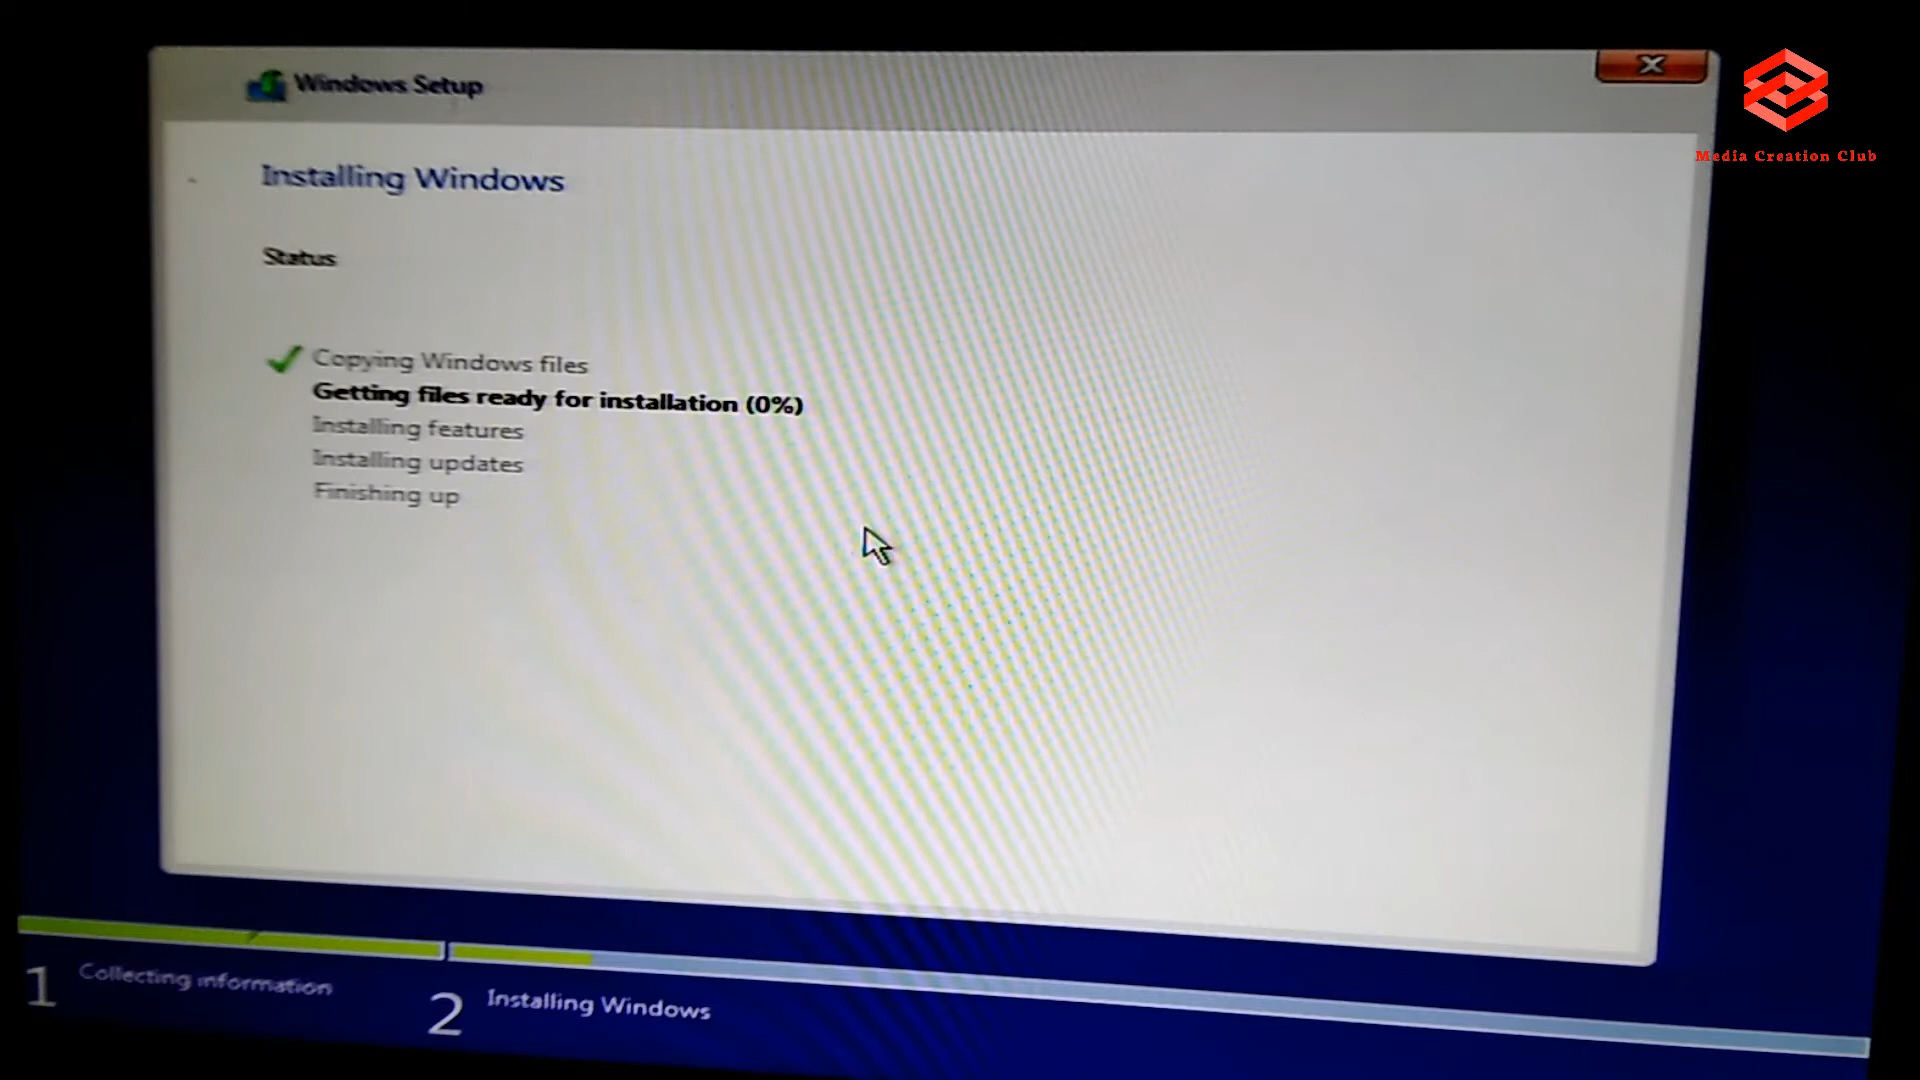 Windows Setup
Media Creation Club
Installing Windows
Status
Copying Windows files
Getting files ready for installation (0%)
Installing features
Installing updates
Finishing up
1 Collecting information
2 Installing Windows